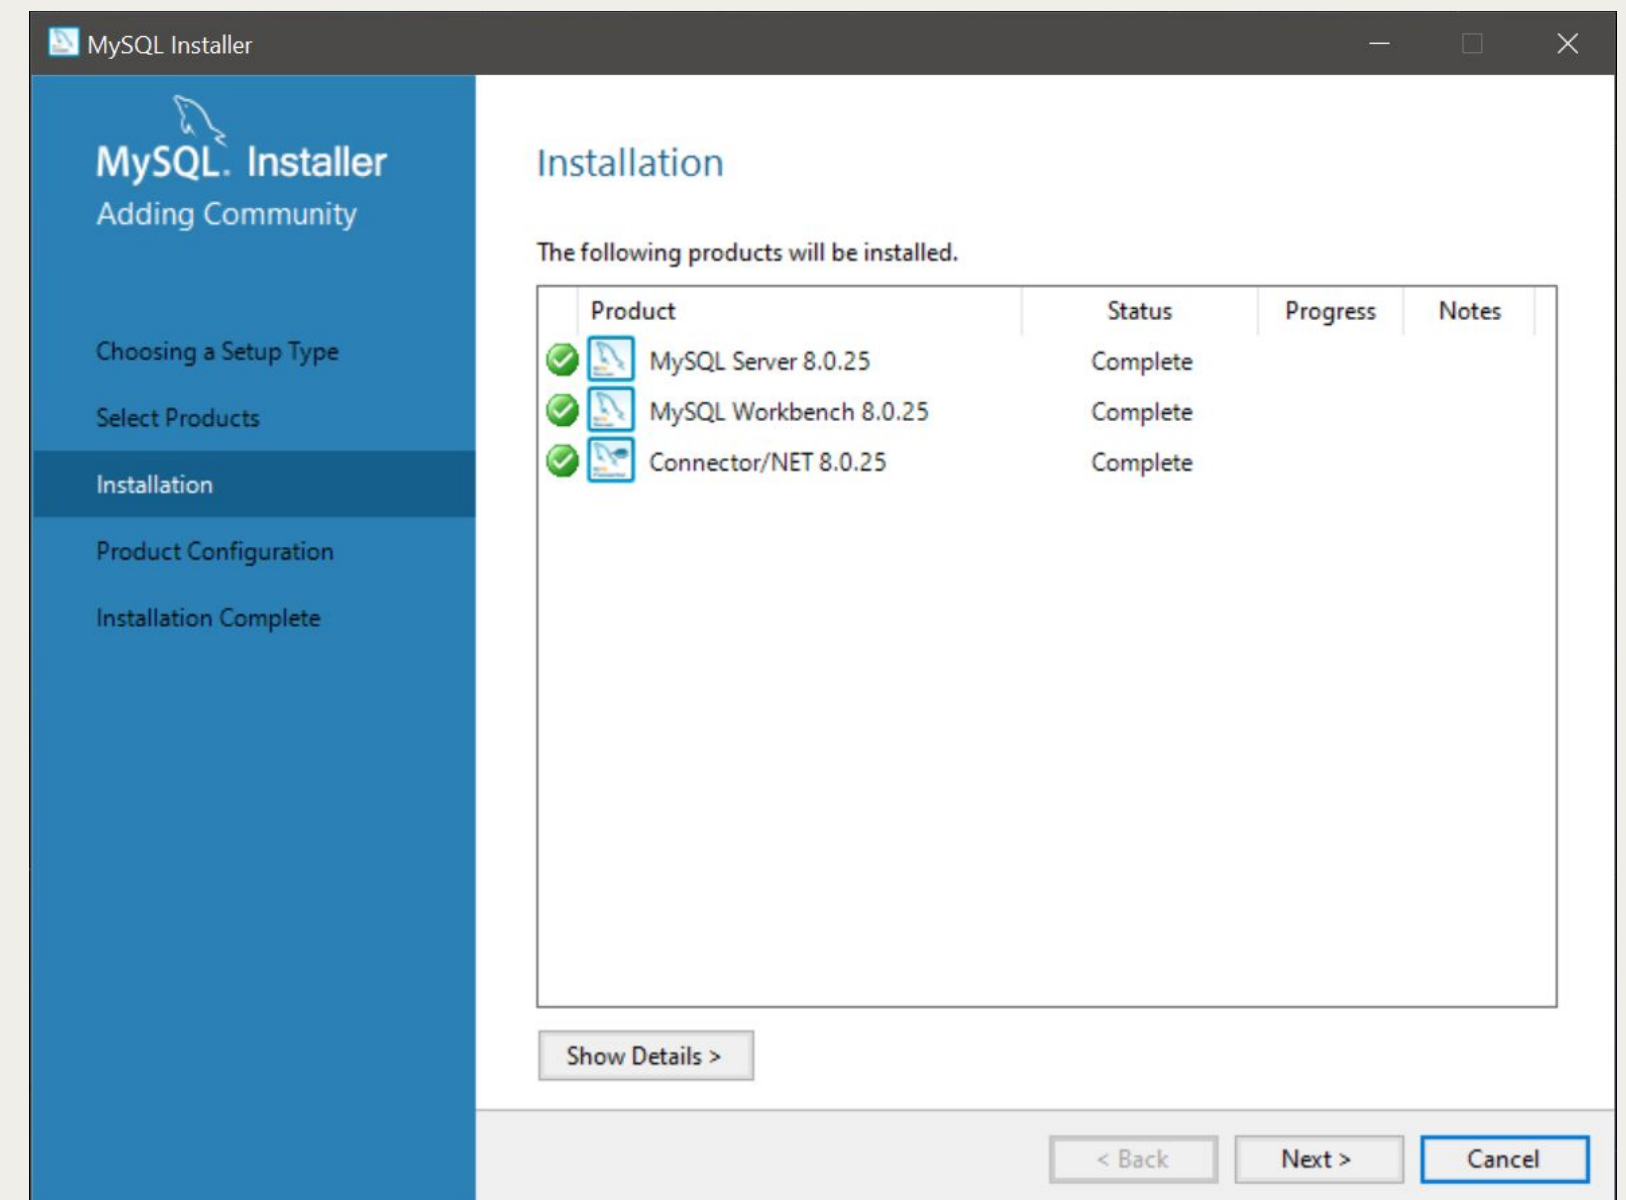 MySQL Installer
MySQL. Installer
Adding Community
Choosing a Setup Type
Select Products
Installation
Product Configuration
Installation Complete
Installation
The following products will be installed.
Product Status Progress Notes
MySQL Server 8.0.25 Complete
MySQL Workbench 8.0.25 Complete
Connector/NET 8.0.25 Complete
Show Details >
< Back Next > Cancel